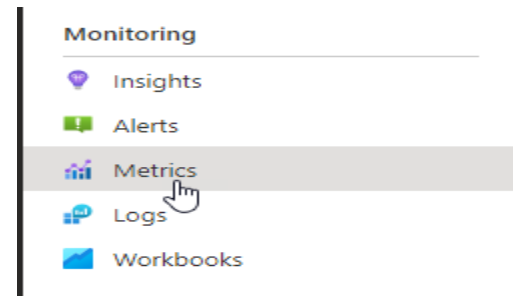 Monitoring
Insights
Alerts
Metrics
Logs
Workbooks